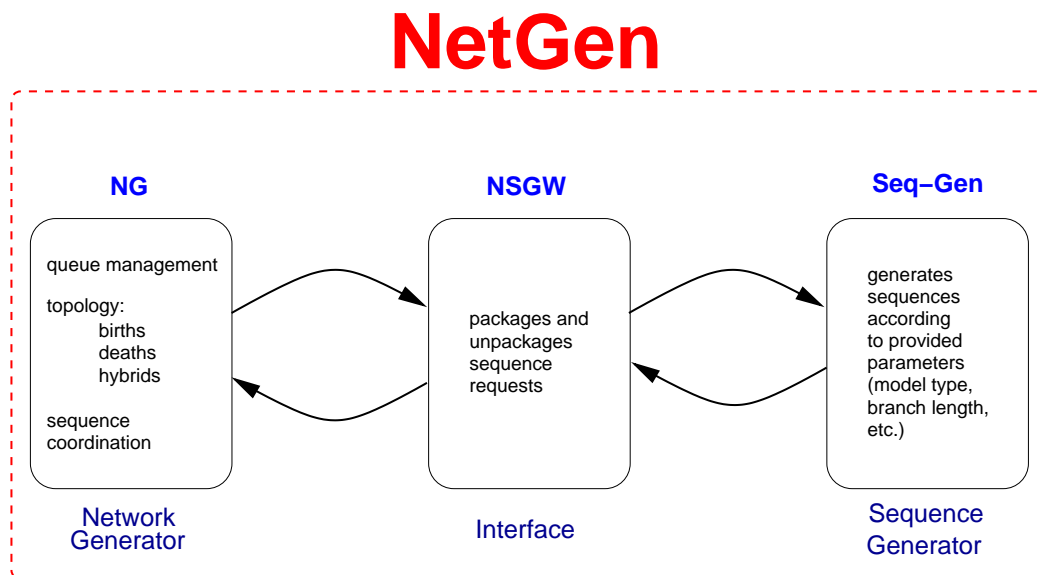 NetGen
NG
queue management
topology:
births
deaths
hybrids
sequence
coordination
Network
Generator
NSGW
packages and
unpackages
sequence
requests
Interface
Seq−Gen
generates
sequences
according
to provided
parameters
(model type,
branch length,
etc.)
Sequence
Generator